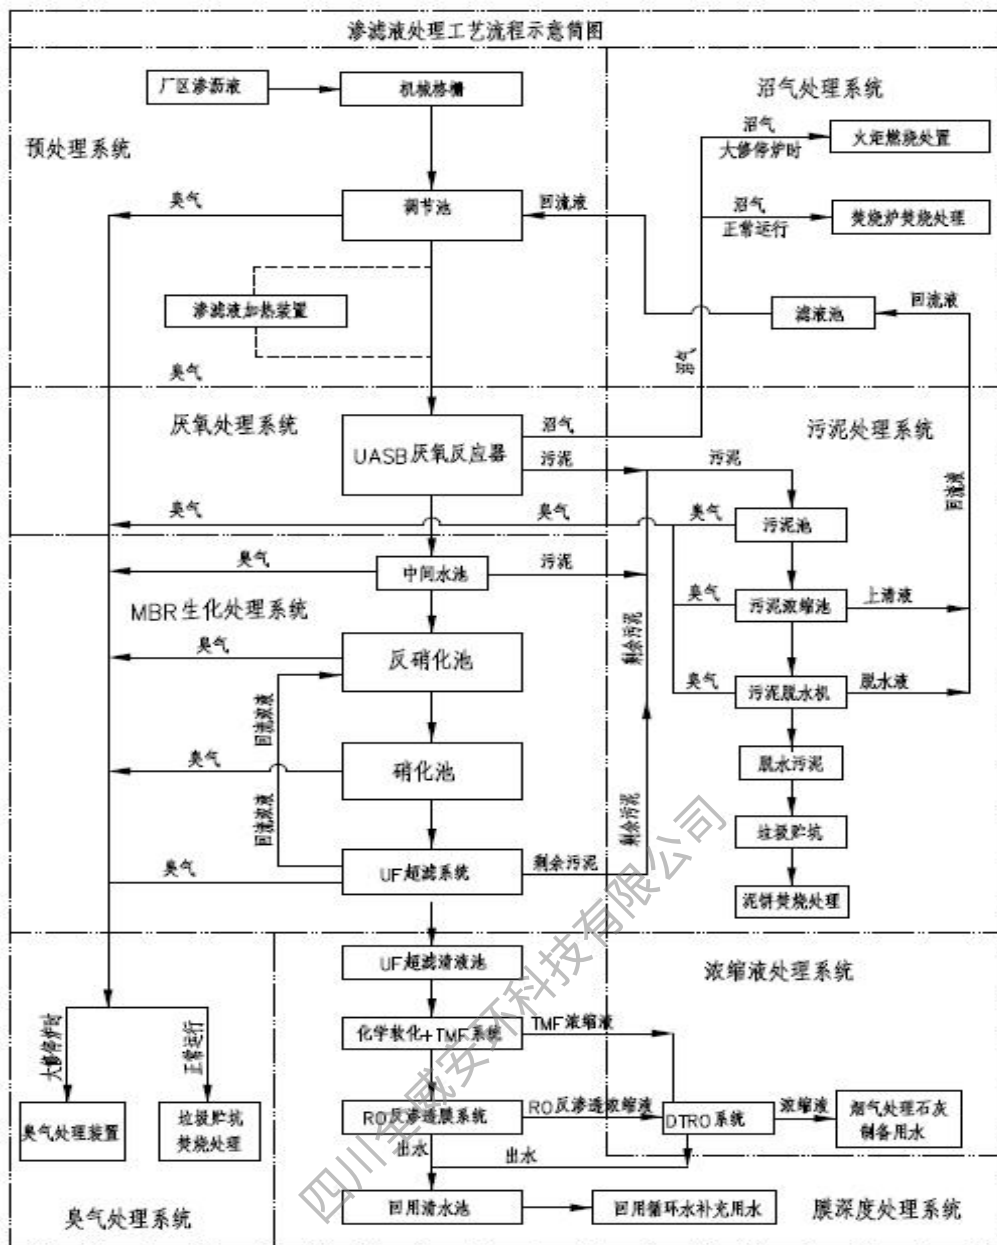 渗滤液处理工艺流程示意简图
厂区渗沥液
机械格栅
沼气处理系统
预处理系统
沼气
大修停炉时
火炬燃烧处置
臭气
调节池
回流液
沼气
正常运行
焚烧炉焚烧处理
渗滤液加热装置
滤液池
回流液
沼气
臭气
厌氧处理系统
UASB厌氧反应器
沼气
污泥
污泥
污泥处理系统
回流液
臭气
臭气
臭气
污泥池
臭气
中间水池
污泥
MBR生化处理系统
臭气
污泥浓缩池
上清液
剩余污泥
臭气
反硝化池
臭气
污泥脱水机
脱水液
回流液液
臭气
硝化池
脱水污泥
回流液液
剩余污泥
垃圾贮坑
臭气
UF超滤系统
剩余污泥
泥饼焚烧处理
UF超滤清液池
浓缩液处理系统
化学软化+TMF系统
TMF浓缩液
大修停炉时
正常运行
臭气处理装置
垃圾贮坑
焚烧处理
RO反渗透膜系统
RO反渗透浓缩液
DTRO系统
浓缩液
烟气处理石灰
制备用水
出水
出水
臭气处理系统
回用清水池
回用循环水补充用水
膜深度处理系统